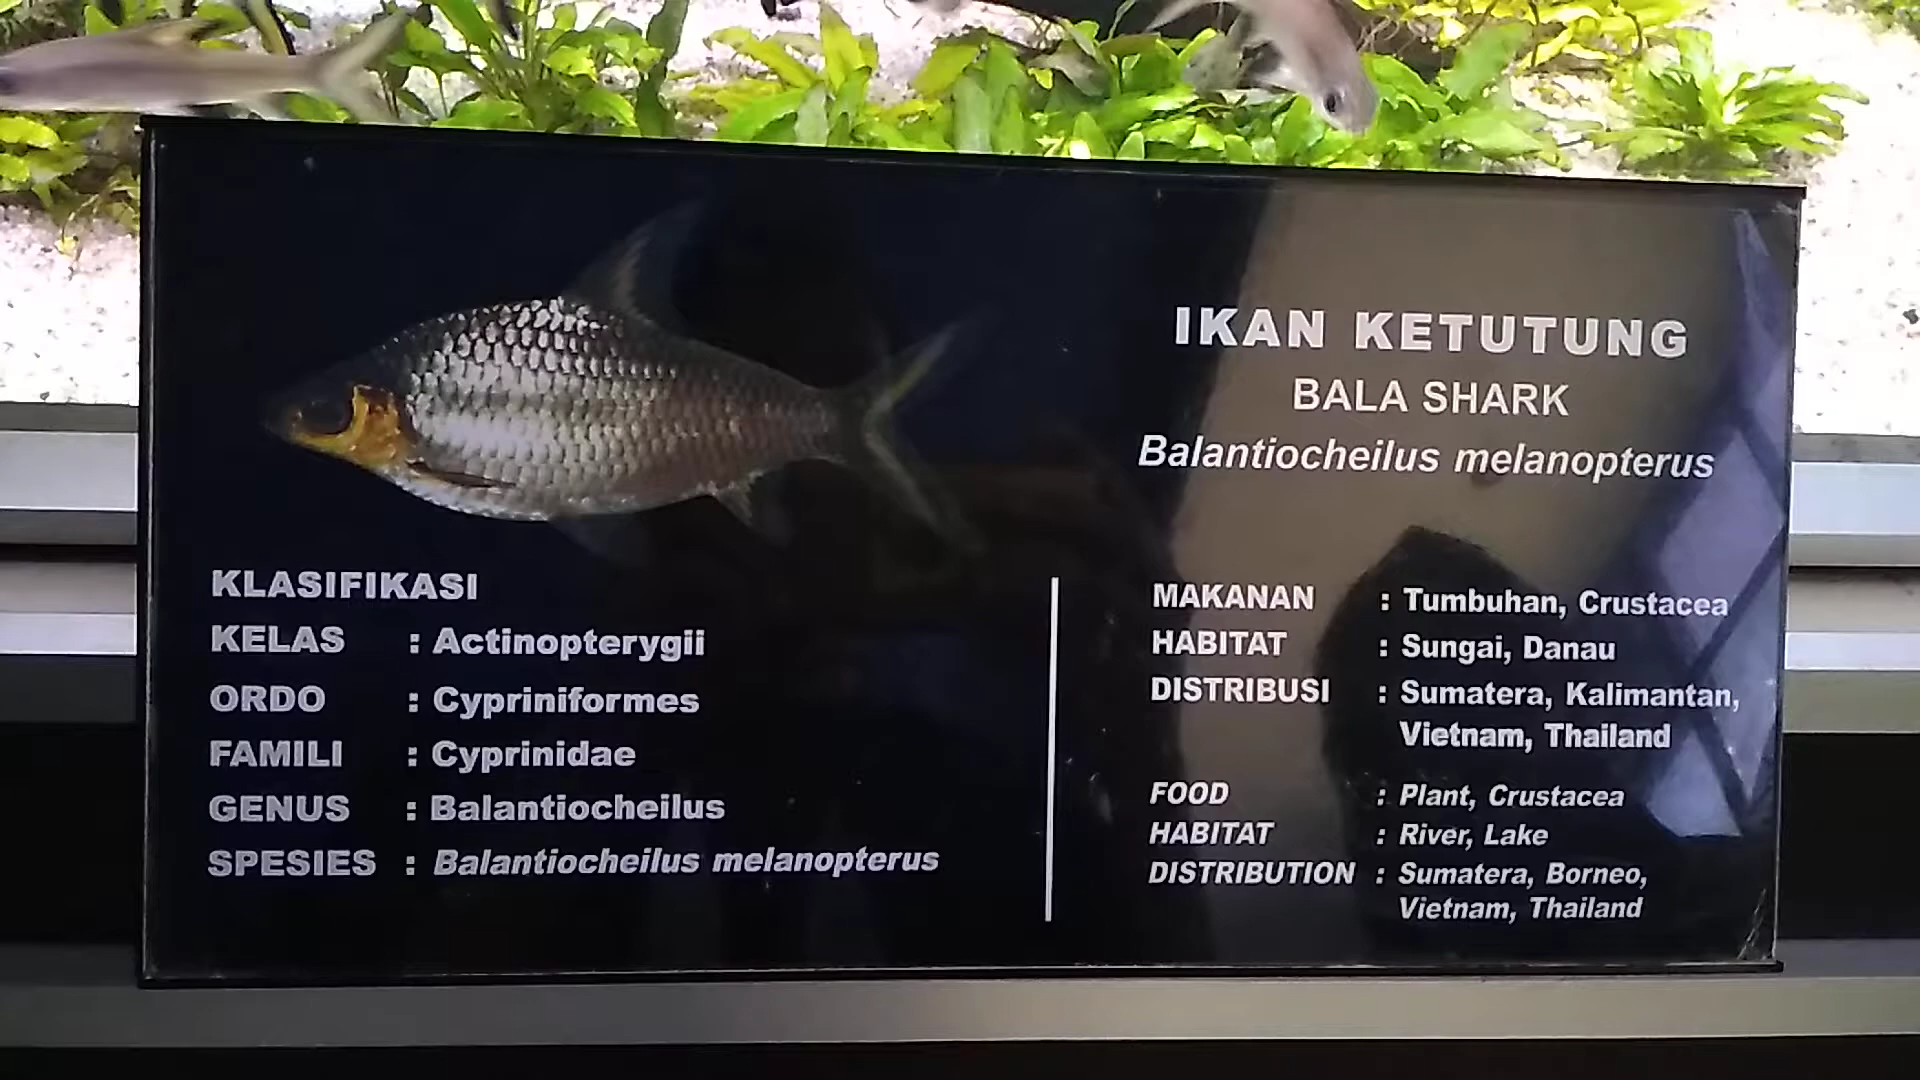 IKAN KETUTUNG
BALA SHARK
Balantiocheilus melanopterus
KLASIFIKASI
KELAS : Actinopterygii
ORDO : Cypriniformes
FAMILI : Cyprinidae
GENUS : Balantiocheilus
SPESIES : Balantiocheilus melanopterus
MAKANAN : Tumbuhan, Crustacea
HABITAT : Sungai, Danau
DISTRIBUSI : Sumatera, Kalimantan,
Vietnam, Thailand
FOOD : Plant, Crustacea
HABITAT : River, Lake
DISTRIBUTION : Sumatera, Borneo,
Vietnam, Thailand